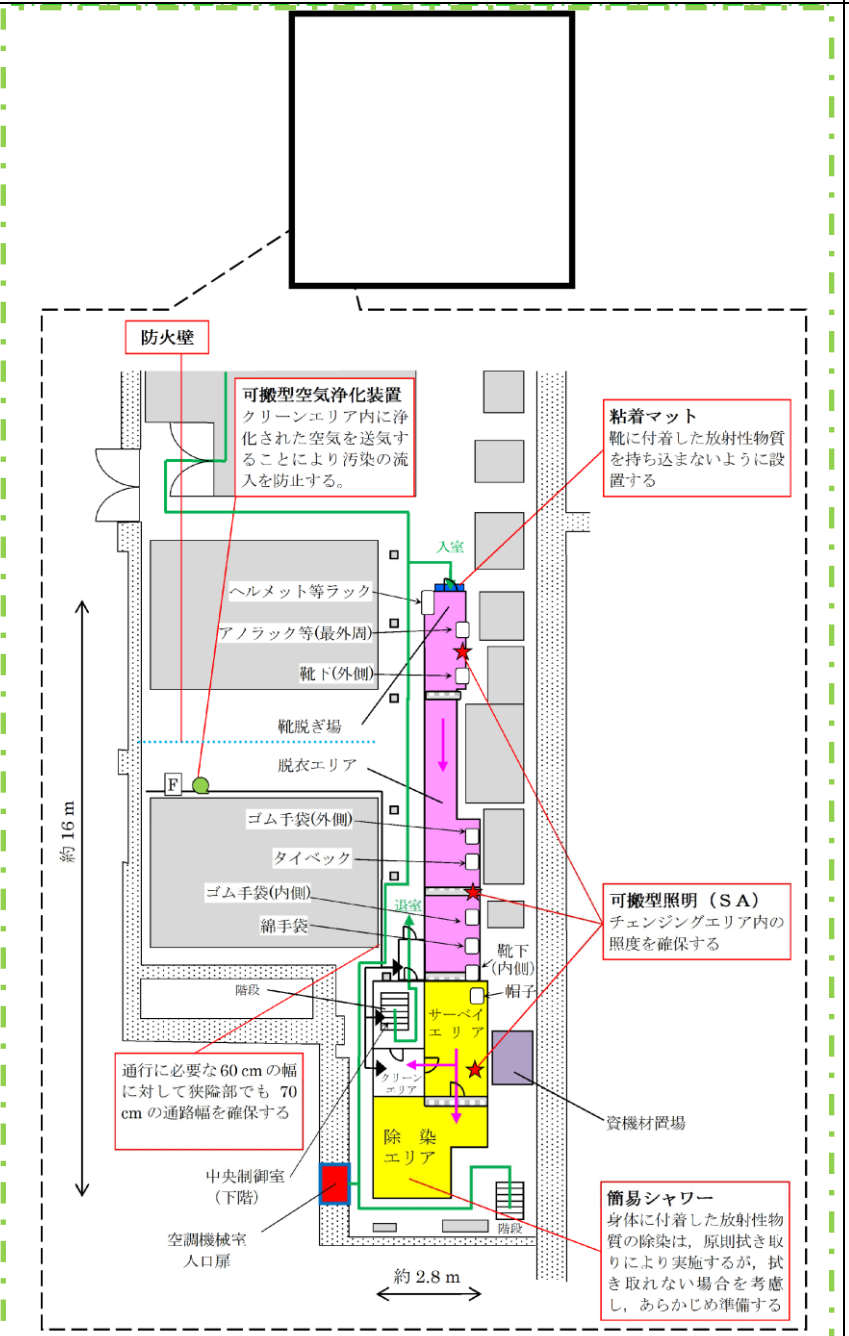 防火壁
可搬型空気浄化装置
クリーンエリア内に浄
化された空気を送気す
ることにより汚染の流
入を防止する。
粘着マット
靴に付着した放射性物質
を持ち込まないように設
置する
入室
ヘルメット等ラック
アノラック等(最外周)
靴下(外側)
靴脱ぎ場
脱衣エリア
F
ゴム手袋(外側)
タイベック
ゴム手袋(内側)
退室
綿手袋
靴下
(内側)
帽子
約 16 m
可搬型照明（ＳＡ）
チェンジングエリア内の
照度を確保する
階段
サーベイ
エ リ ア
クリーン
エリア
通行に必要な 60 cm の幅
に対して狭隘部でも 70
cm の通路幅を確保する
資機材置場
除 染
エリア
中央制御室
（下階）
空調機械室
入口扉
階段
約 2.8 m
簡易シャワー
身体に付着した放射性物
質の除染は，原則拭き取
りにより実施するが，拭
き取れない場合を考慮
し，あらかじめ準備する